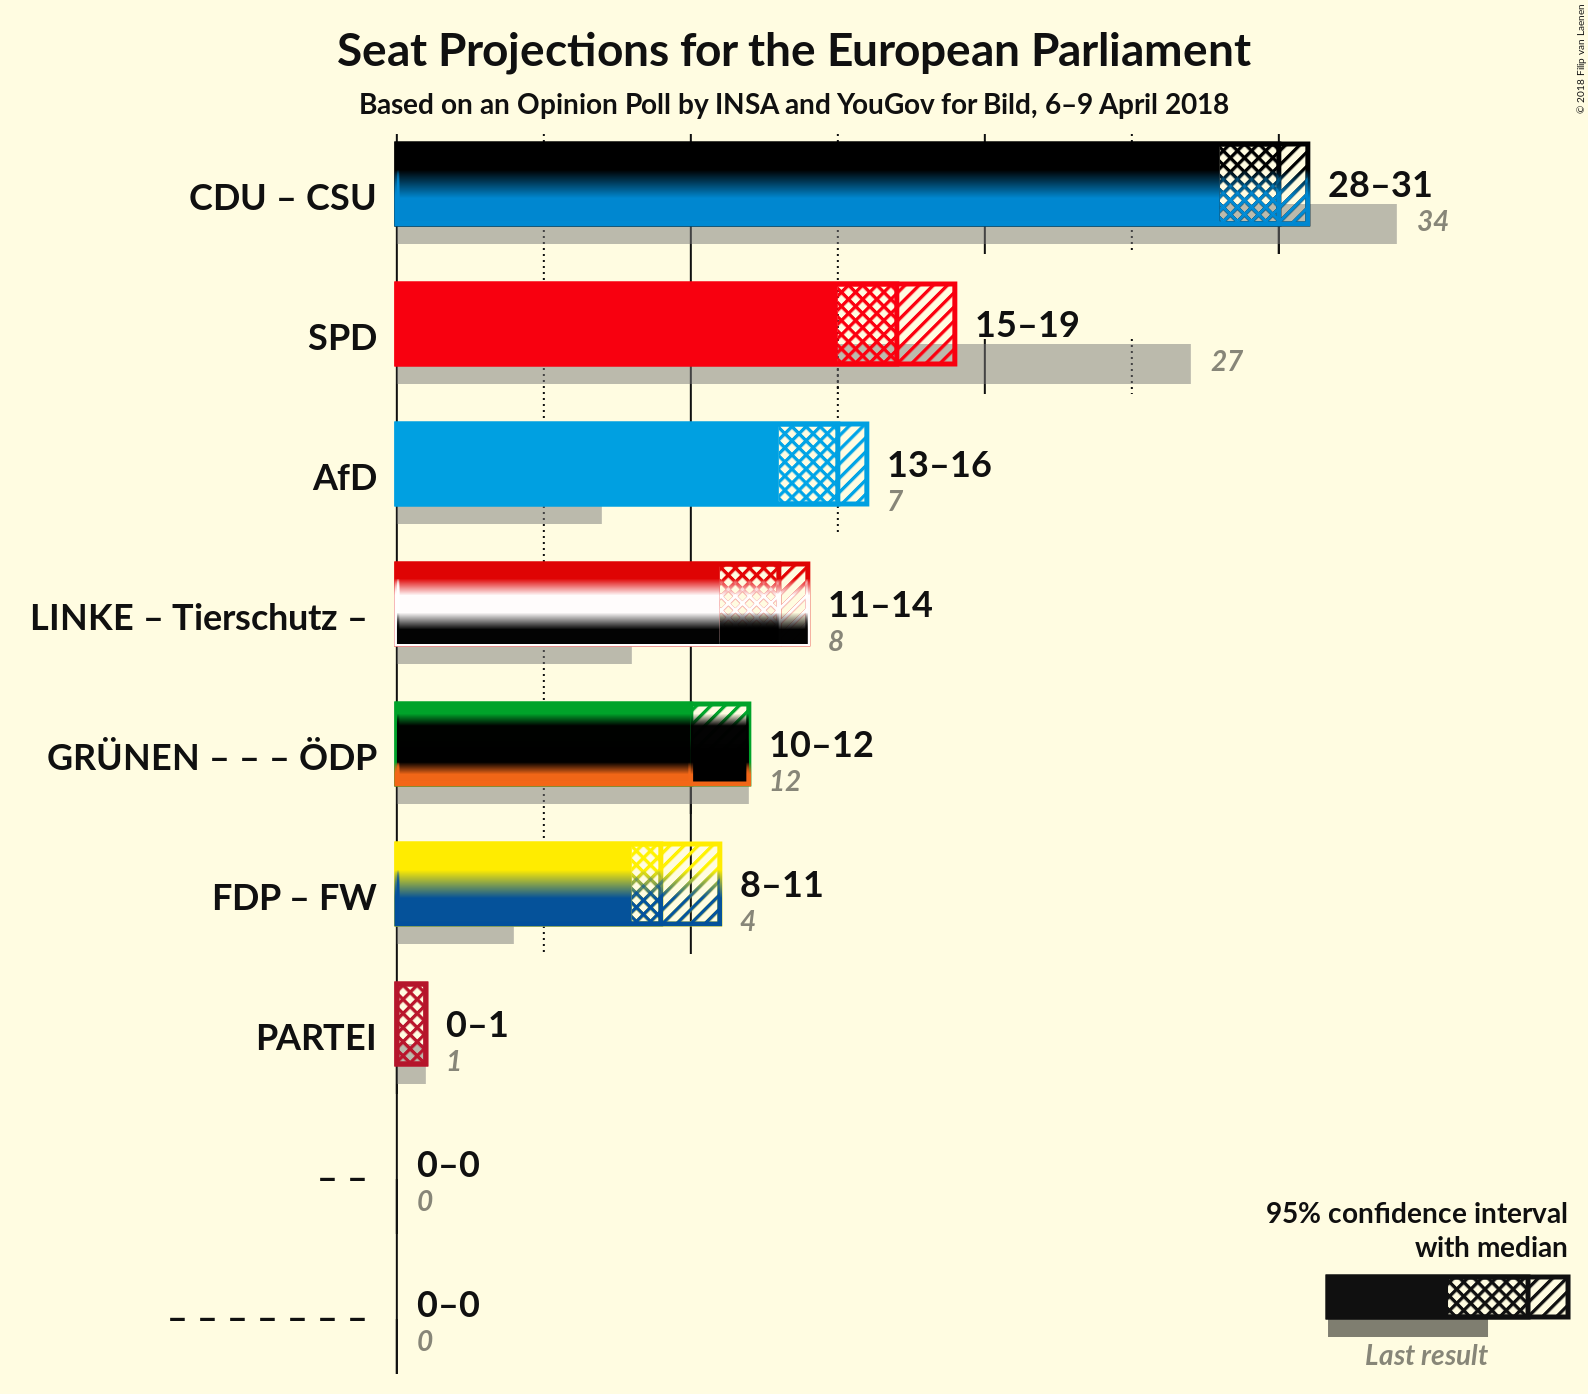 Seat Projections for the European Parliament
Based on an Opinion Poll by INSA and YouGov for Bild, 6–9 April 2018
© 2018 Filip van Laenen
CDU – CSU
28–31
34
SPD
15–19
27
AfD
13–16
7
LINKE – Tierschutz –
11–14
8
GRÜNEN – – – ÖDP
10–12
12
FDP – FW
8–11
4
PARTEI
0–1
1
– –
0–0
0
– – – – – – –
0–0
0
95% confidence interval
with median
Last result